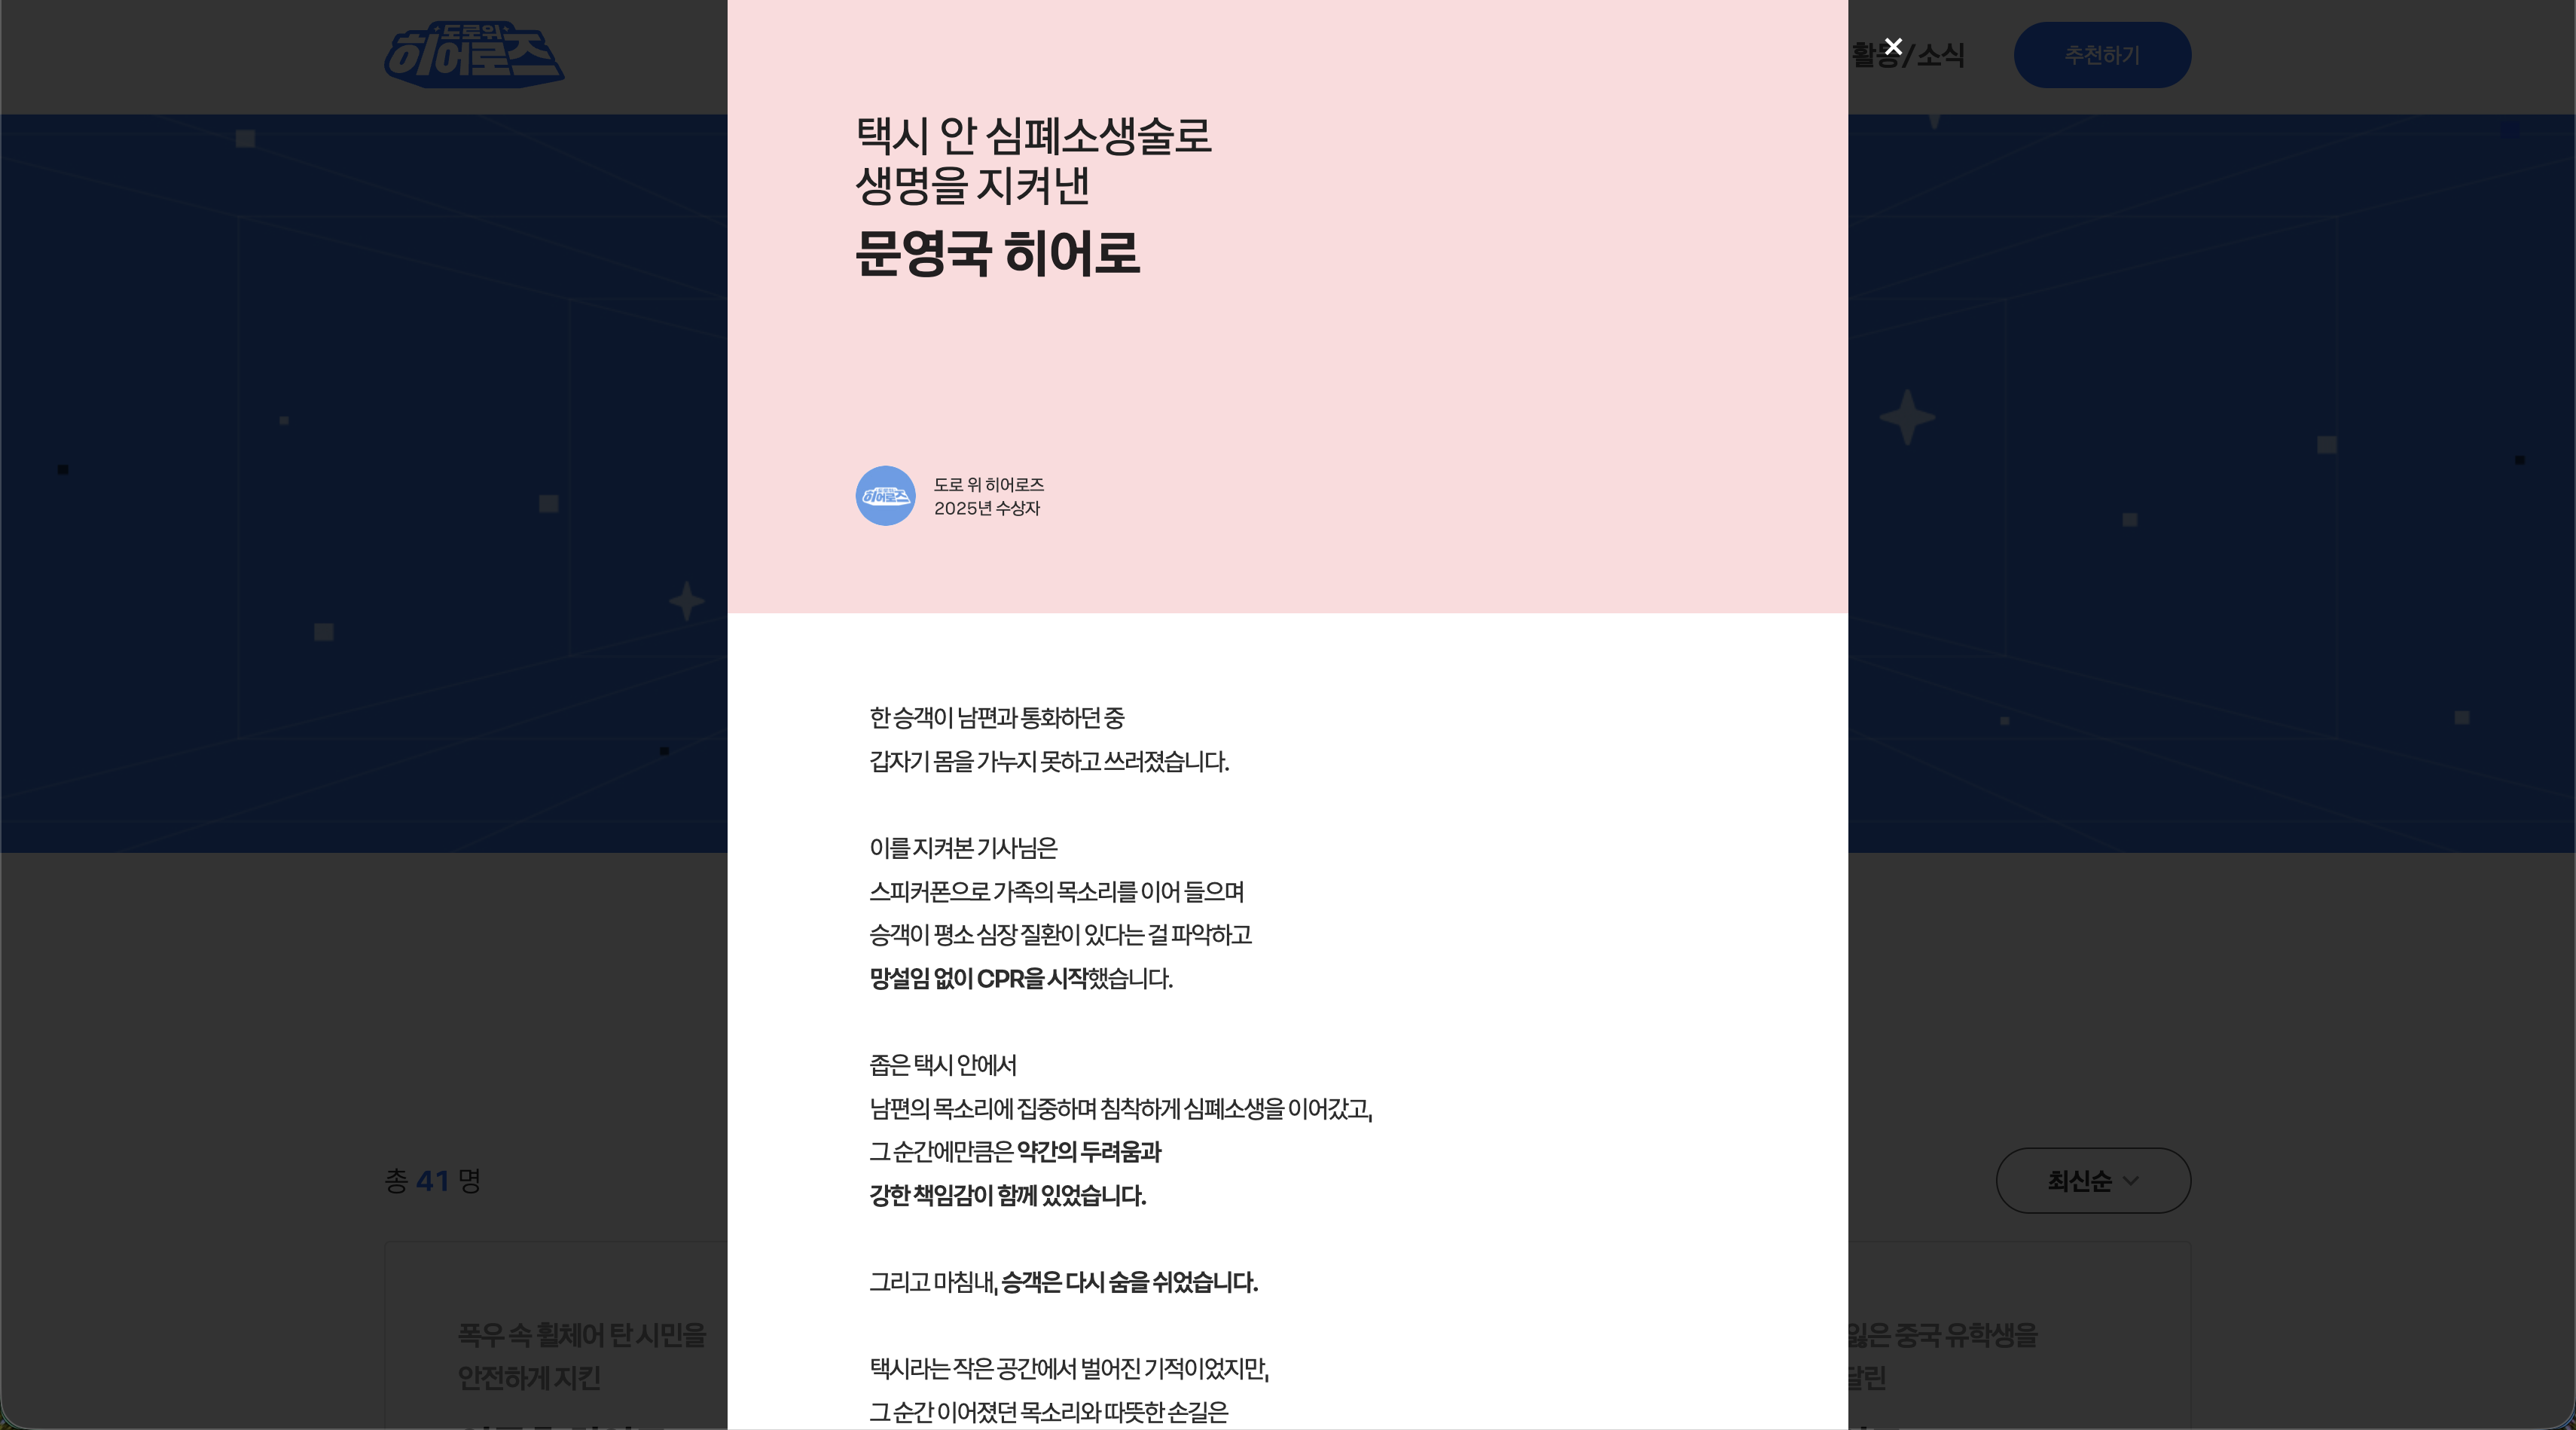 도로위
히어로즈
활동/소식
추천하기
택시 안 심폐소생술로
생명을 지켜낸
문영국 히어로
도로위
히어로즈
도로 위 히어로즈
2025년 수상자
한 승객이 남편과 통화하던 중
갑자기 몸을 가누지 못하고 쓰러졌습니다.
이를 지켜본 기사님은
스피커폰으로 가족의 목소리를 이어 들으며
승객이 평소 심장 질환이 있다는 걸 파악하고
망설임 없이 CPR을 시작했습니다.
좁은 택시 안에서
남편의 목소리에 집중하며 침착하게 심폐소생을 이어갔고,
그 순간에만큼은 약간의 두려움과
강한 책임감이 함께 있었습니다.
그리고 마침내, 승객은 다시 숨을 쉬었습니다.
택시라는 작은 공간에서 벌어진 기적이었지만,
그 순간 이어졌던 목소리와 따뜻한 손길은
총 41 명
최신순
폭우 속 휠체어 탄 시민을
안전하게 지킨
잃은 중국 유학생을
달린